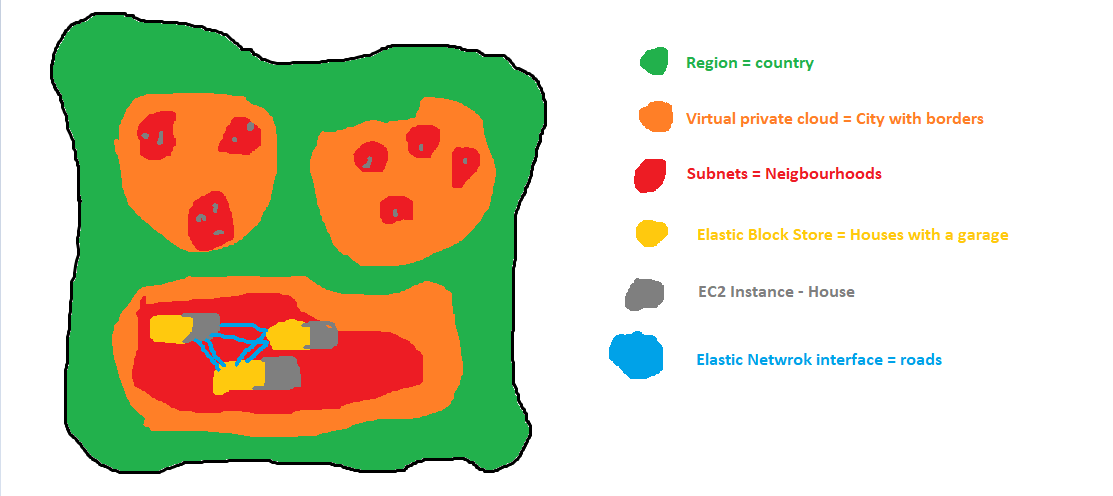 Region = country
Virtual private cloud = City with borders
Subnets = Neigbourhoods
Elastic Block Store = Houses with a garage
EC2 Instance - House
Elastic Netwrok interface = roads